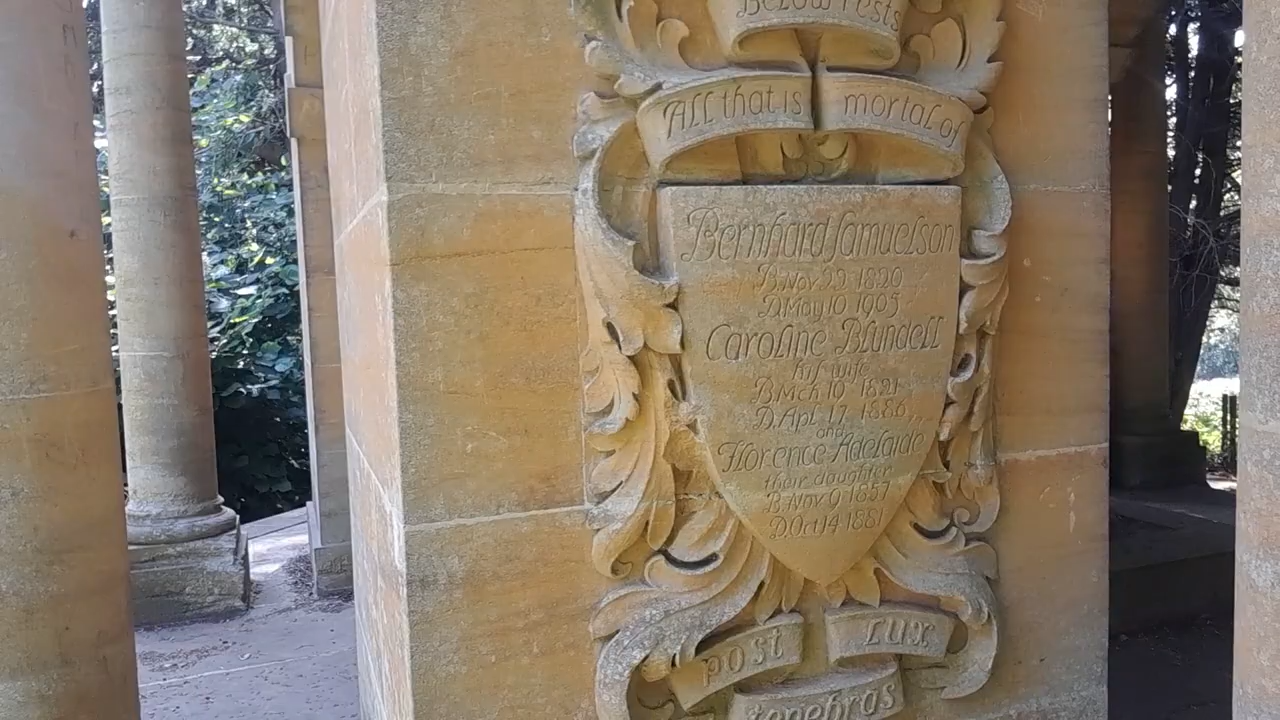 Below rests
All that is mortal of
Bernhard Samuelson
B. Nov 22 1820
D. May 10 1905
Caroline Blundell
his wife
B. Mch 19 1821
D. Apl 17 1886
and
Florence Adelaide
their daughter
B. Nov 9 1857
D. Oct 14 1881
post lux
tenebras